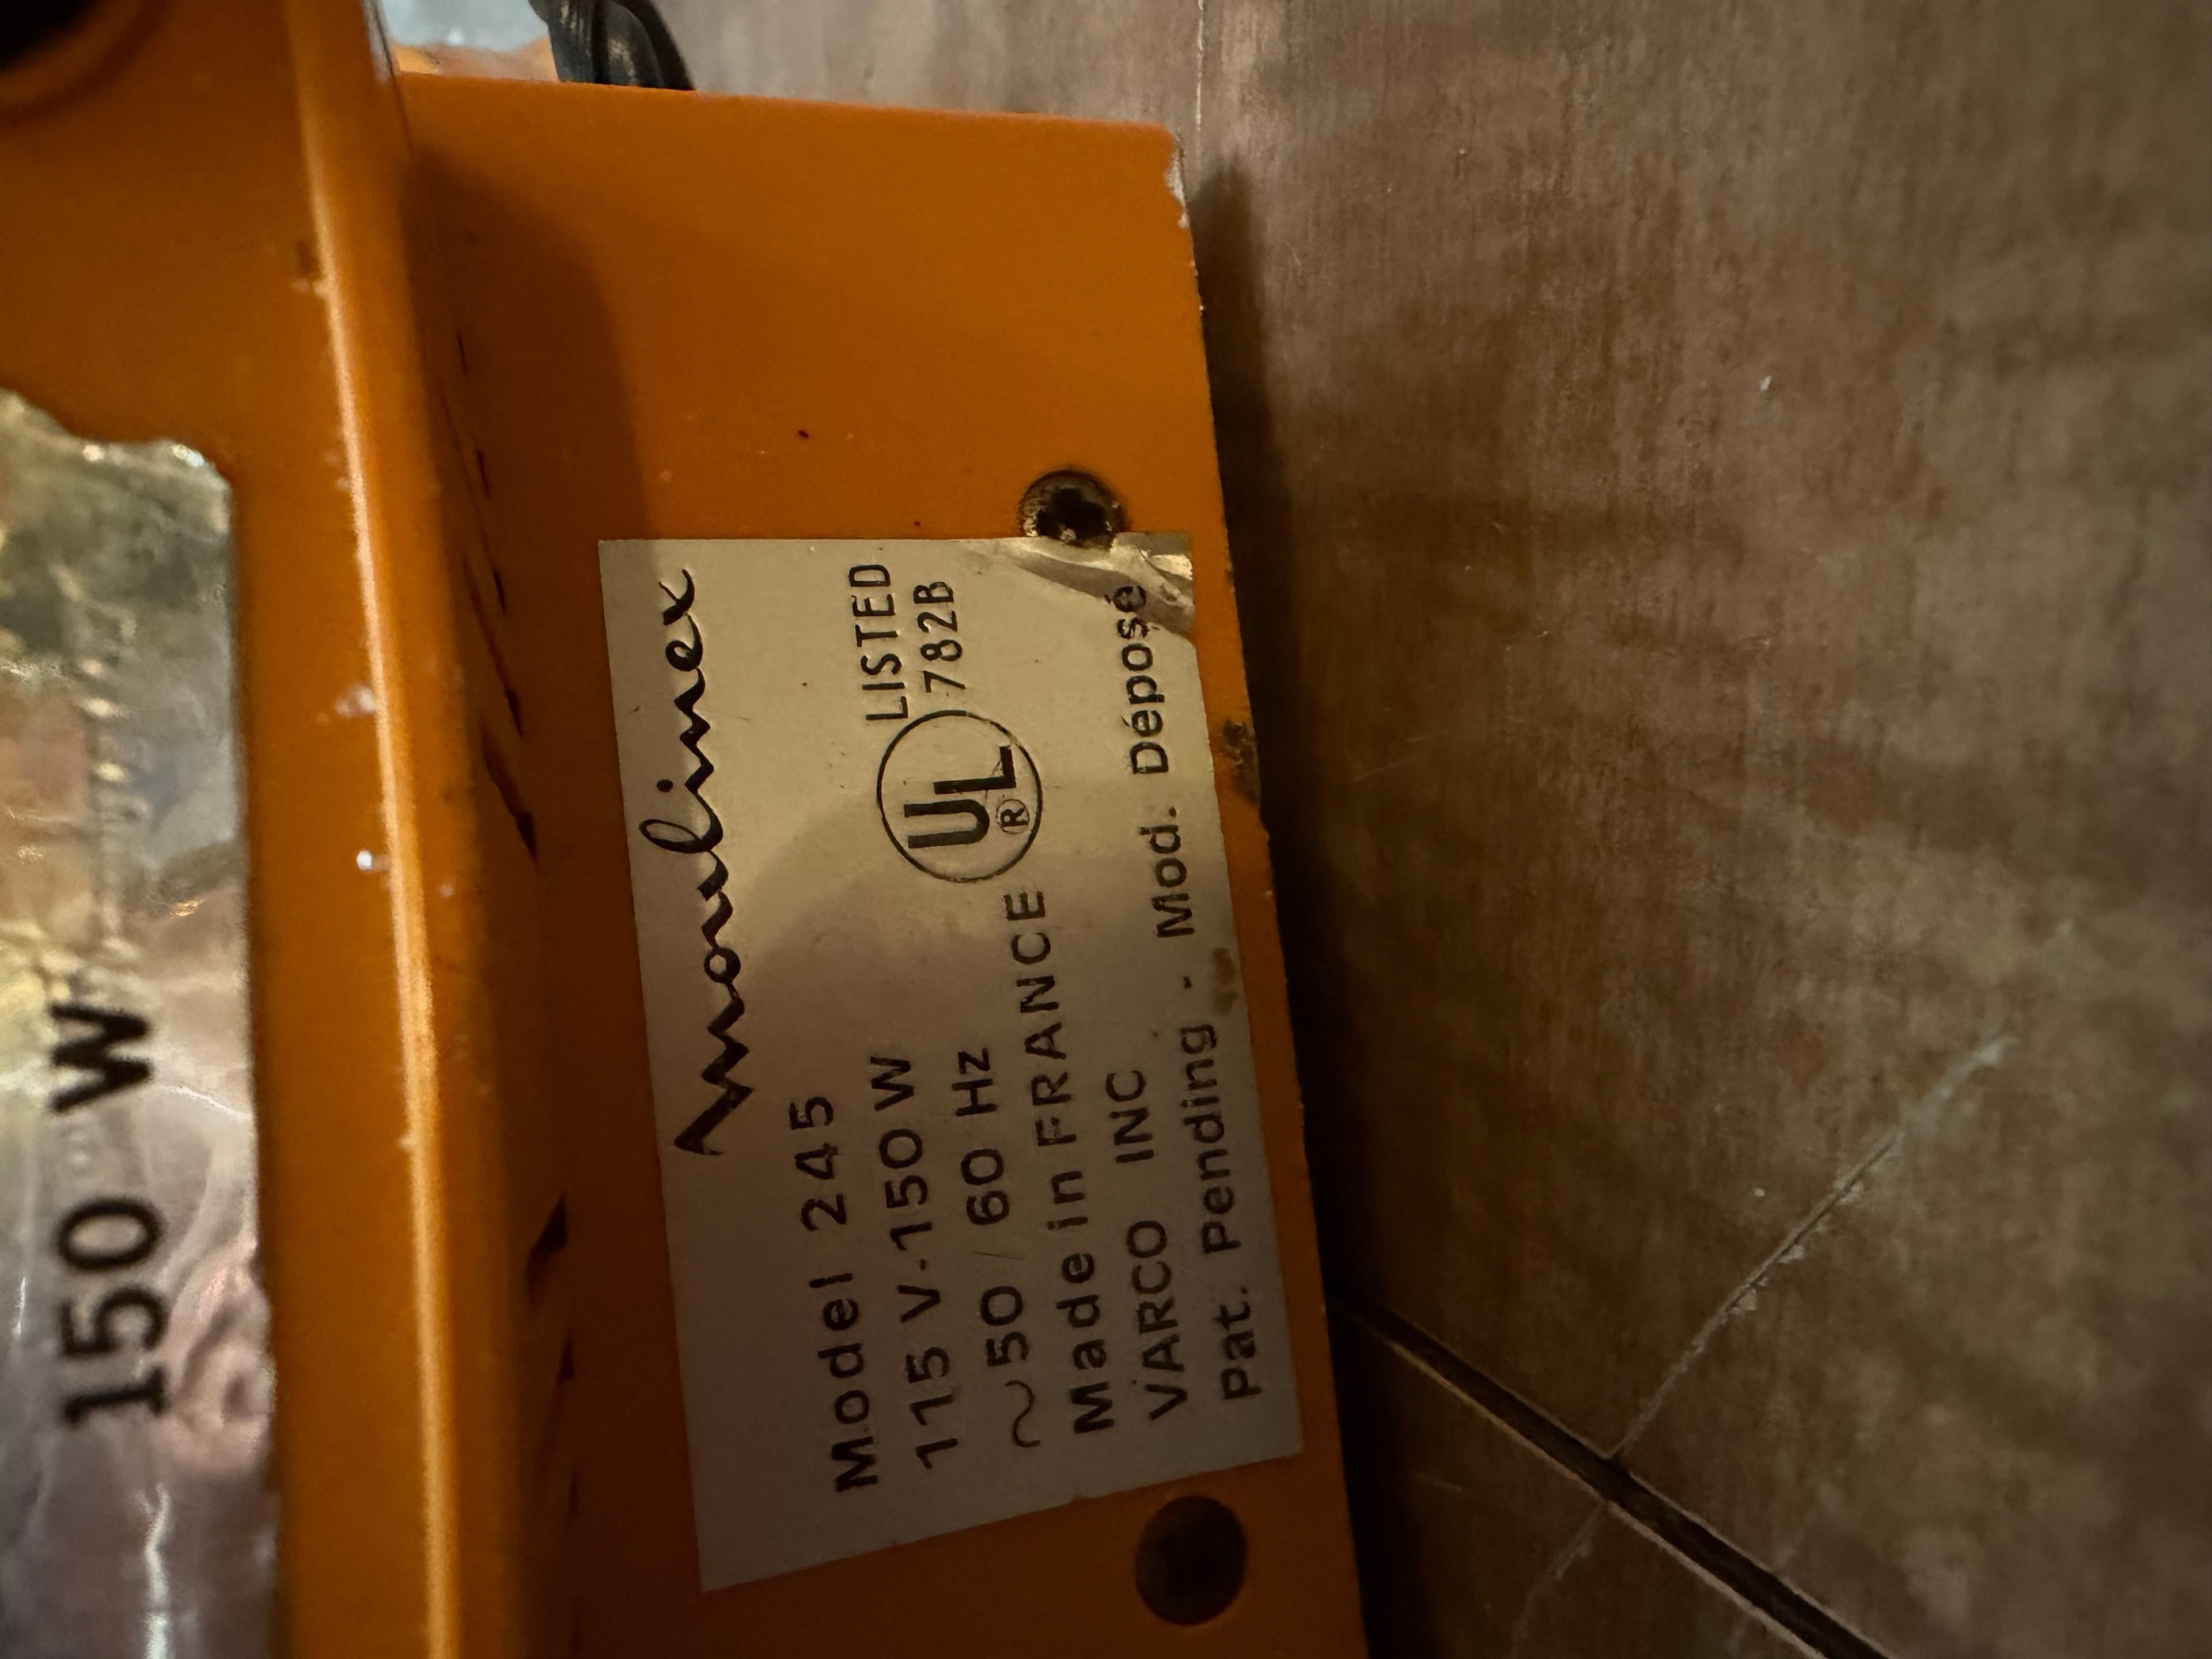 moulinex
Model 245
115 V-150 W
~ 50 / 60 Hz
Made in FRANCE
VARCO INC
Pat. Pending - Mod. Déposé
UL ®
LISTED
782B
150 W